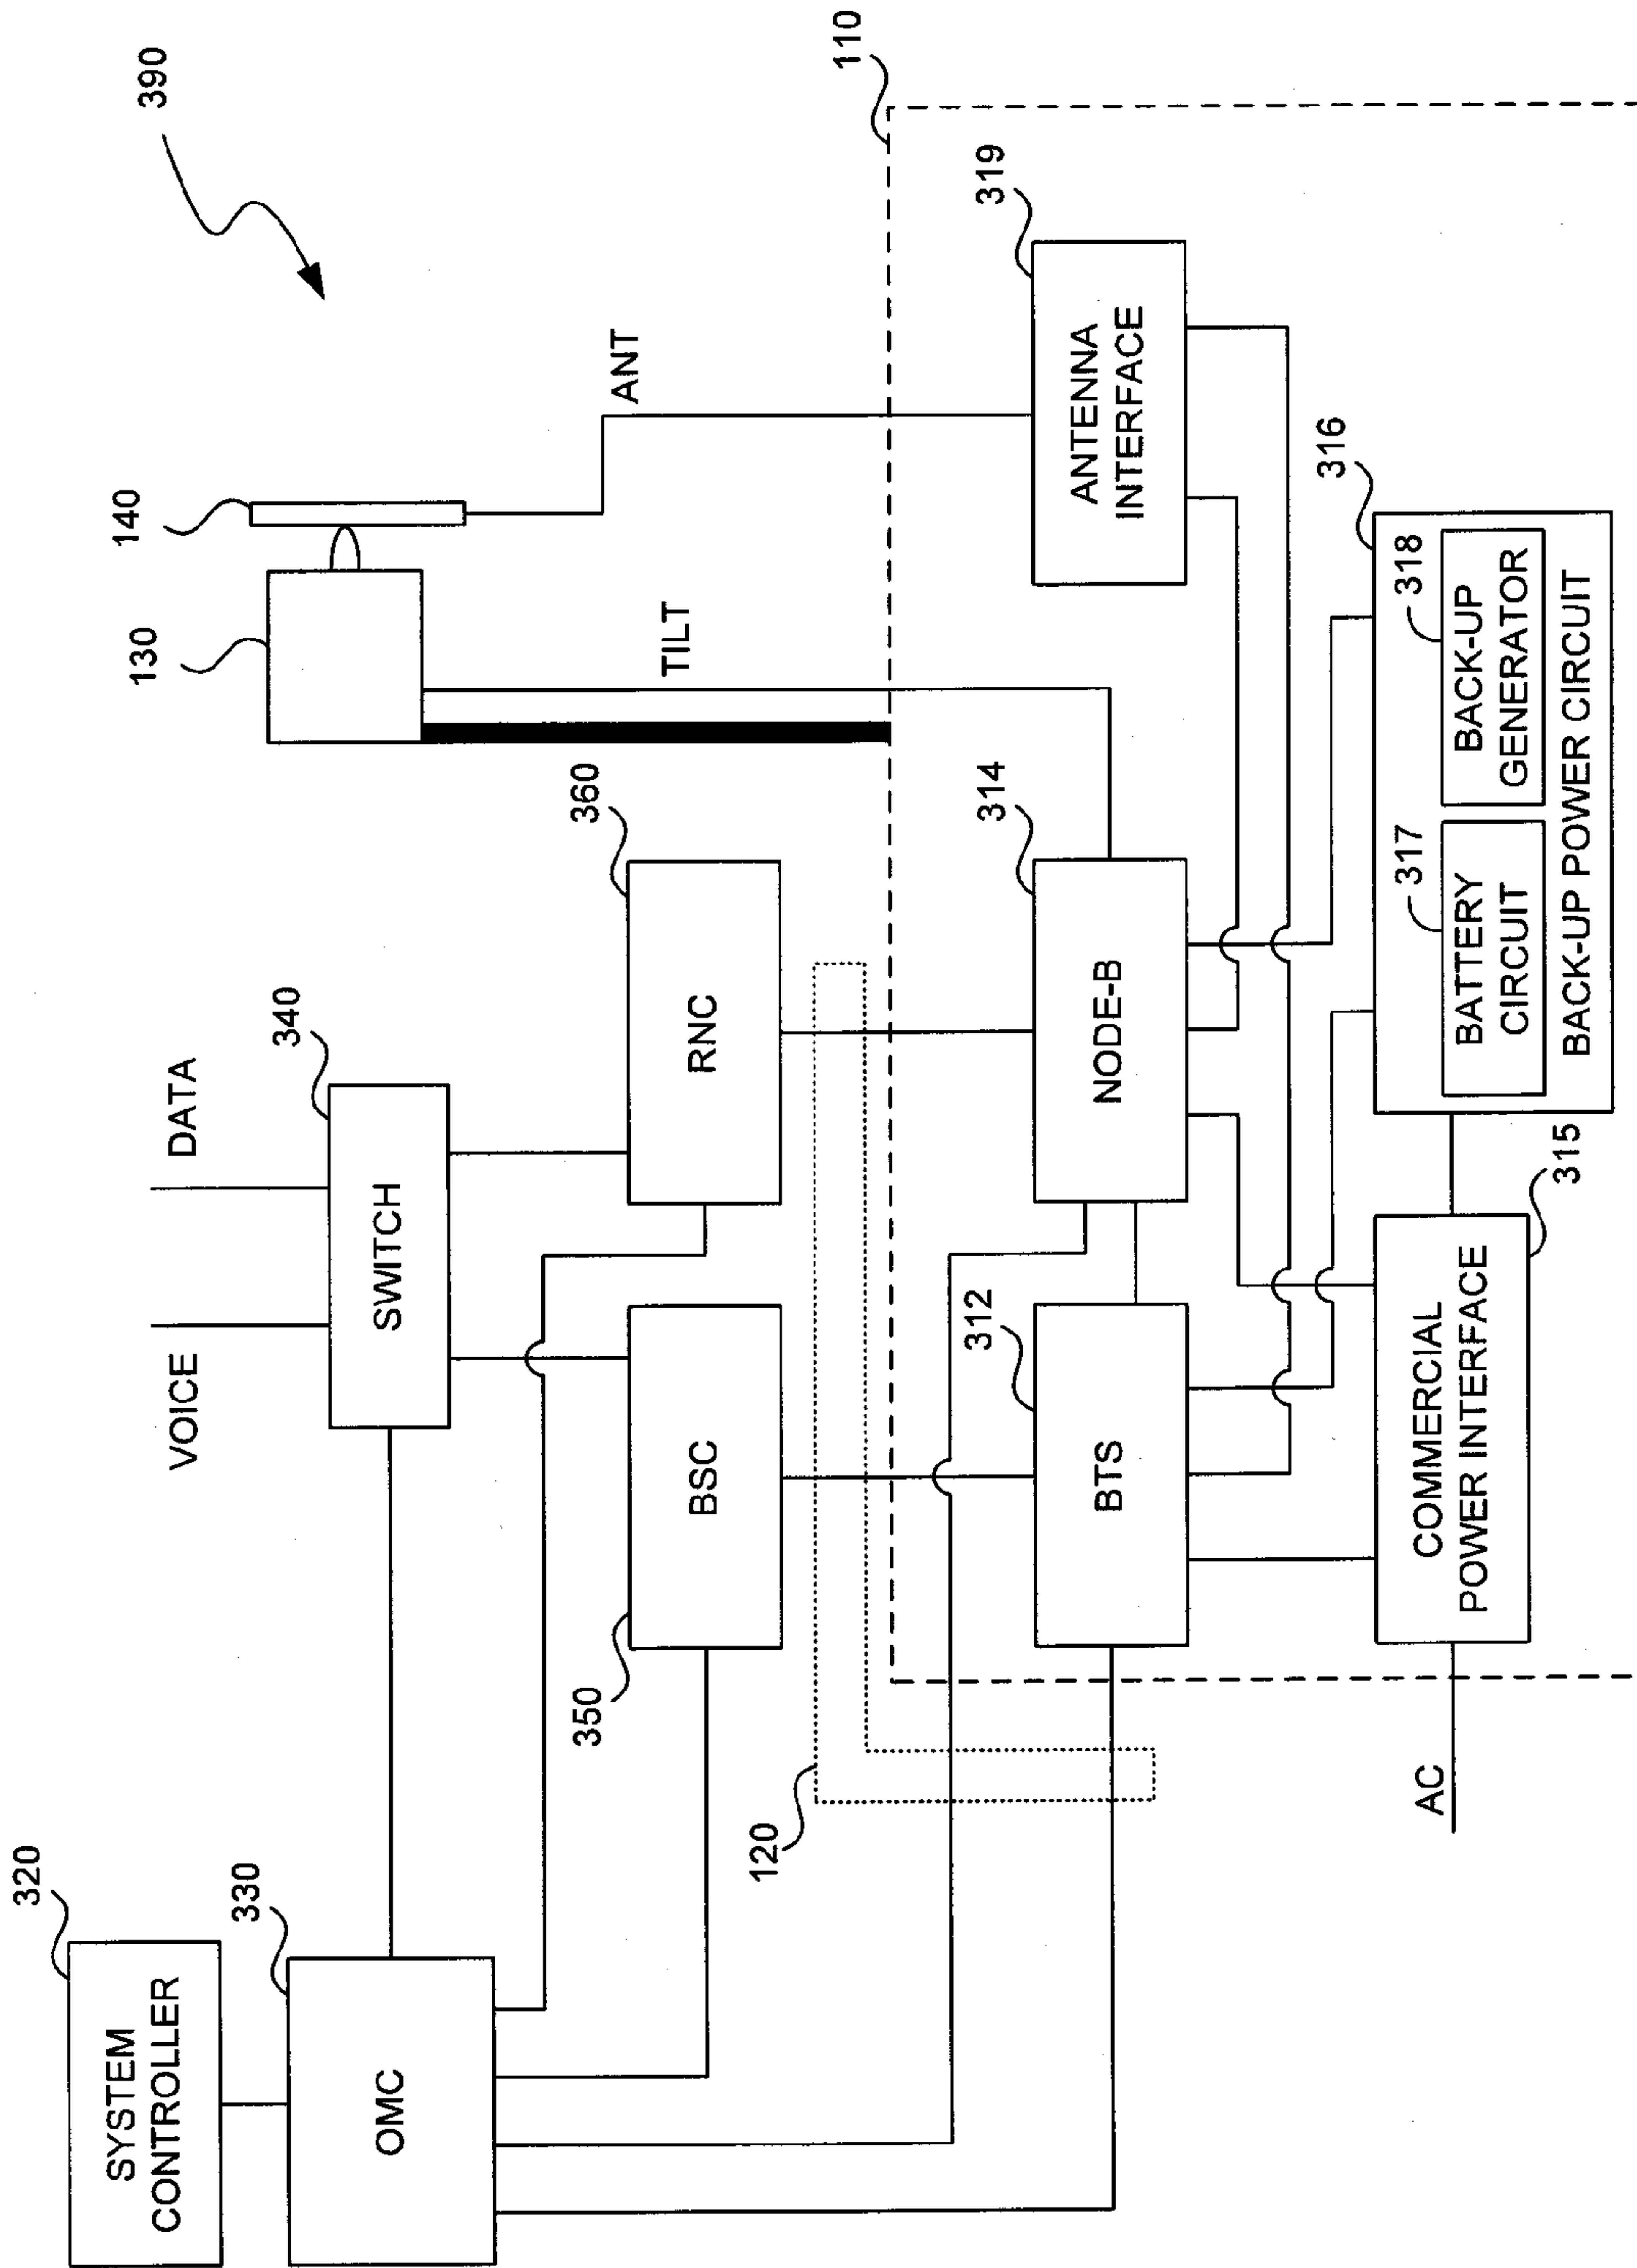 390
SYSTEM
CONTROLLER
320
OMC
330
VOICE
DATA
SWITCH
340
BSC
350
RNC
360
130
140
TILT
ANT
120
110
BTS
312
NODE-B
314
ANTENNA
INTERFACE
319
AC
COMMERCIAL
POWER INTERFACE
315
BATTERY
CIRCUIT
317
BACK-UP
GENERATOR
318
BACK-UP POWER CIRCUIT
316